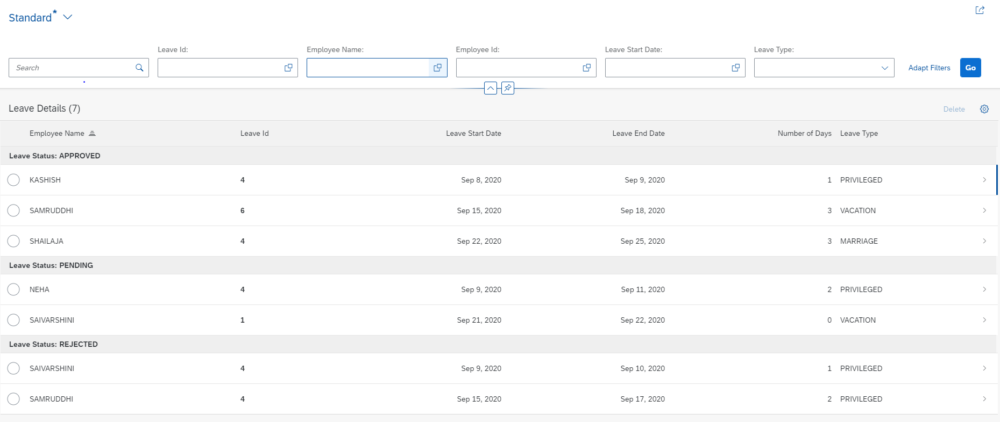 Standard*
Leave Id: Employee Name: Employee Id: Leave Start Date: Leave Type:
Search Adapt Filters Go
Leave Details (7) Delete
Employee Name Leave Id Leave Start Date Leave End Date Number of Days Leave Type
Leave Status: APPROVED
KASHISH 4 Sep 8, 2020 Sep 9, 2020 1 PRIVILEGED
SAMRUDDHI 6 Sep 15, 2020 Sep 18, 2020 3 VACATION
SHAILAJA 4 Sep 22, 2020 Sep 25, 2020 3 MARRIAGE
Leave Status: PENDING
NEHA 4 Sep 9, 2020 Sep 11, 2020 2 PRIVILEGED
SAIVARSHINI 1 Sep 21, 2020 Sep 22, 2020 0 VACATION
Leave Status: REJECTED
SAIVARSHINI 4 Sep 9, 2020 Sep 10, 2020 1 PRIVILEGED
SAMRUDDHI 4 Sep 15, 2020 Sep 17, 2020 2 PRIVILEGED